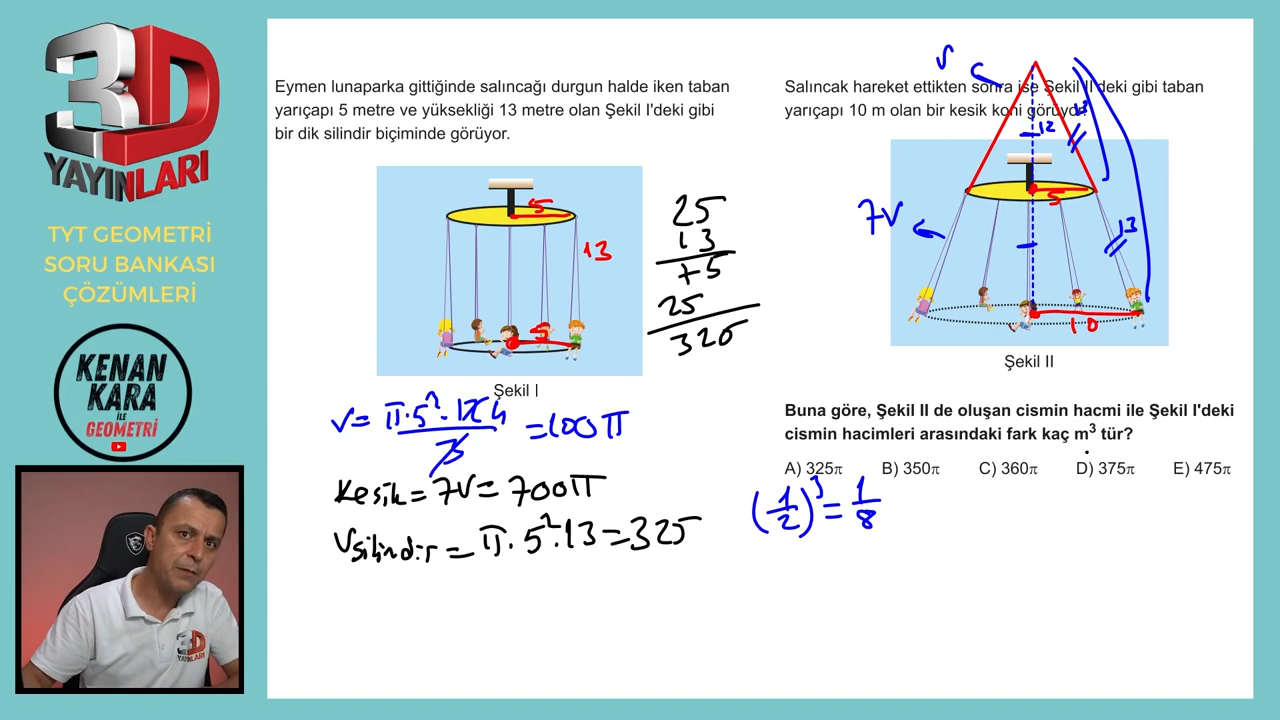 3D
YAYINLARI
TYT GEOMETRİ
SORU BANKASI
ÇÖZÜMLERİ
KENAN
KARA
İLE
GEOMETRİ
3D
YAYINLARI
Eymen lunaparka gittiğinde salıncağı durgun halde iken taban
yarıçapı 5 metre ve yüksekliği 13 metre olan Şekil I'deki gibi
bir dik silindir biçiminde görüyor.
5
13
5
Şekil I
25
13
75
25
325
V = π·5²·12 4 / 3 = 100π
Kesik = 7V = 700π
Vsilindir = π·5²·13 = 325
Salıncak hareket ettikten sonra ise Şekil II'deki gibi taban
yarıçapı 10 m olan bir kesik koni görüyor.
V
13
12
5
7V
13
10
Şekil II
Buna göre, Şekil II de oluşan cismin hacmi ile Şekil I'deki
cismin hacimleri arasındaki fark kaç m³ tür?
A) 325π B) 350π C) 360π D) 375π E) 475π
(1/2)³ = 1/8